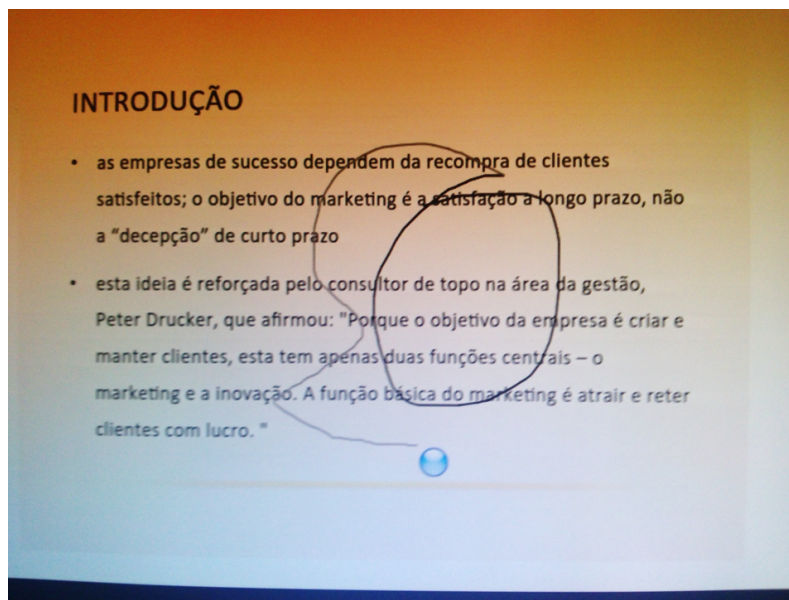 INTRODUÇÃO
• as empresas de sucesso dependem da recompra de clientes
satisfeitos; o objetivo do marketing é a satisfação a longo prazo, não
a “decepção” de curto prazo
• esta ideia é reforçada pelo consultor de topo na área da gestão,
Peter Drucker, que afirmou: "Porque o objetivo da empresa é criar e
manter clientes, esta tem apenas duas funções centrais – o
marketing e a inovação. A função básica do marketing é atrair e reter
clientes com lucro. "